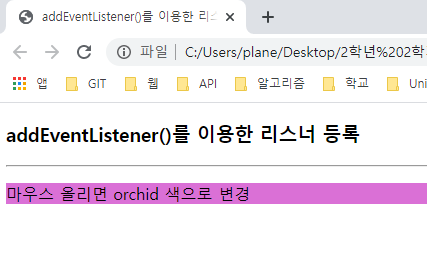 addEventListener()를 이용한 리스
파일 C:/Users/plane/Desktop/2학년%202학
앱 GIT 웹 API 알고리즘 학교 Uni
addEventListener()를 이용한 리스너 등록
마우스 올리면 orchid 색으로 변경